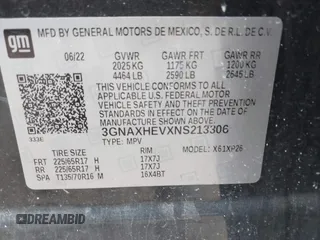 gm
MFD BY GENERAL MOTORS DE MEXICO, S. DE R.L. DE C.V.
06/22 GVWR GAWR FRT GAWR RR
2025 KG 1175 KG 1200 KG
4464 LB 2590 LB 2645 LB
THIS VEHICLE CONFORMS TO ALL APPLICABLE U.S.
FEDERAL MOTOR VEHICLE SAFETY, BUMPER, AND
THEFT PREVENTION STANDARDS IN EFFECT ON THE
DATE OF MANUFACTURE SHOWN ABOVE.
3GNAXHEVXNS213306
TYPE: MPV
333E MODEL: X61XP26
TIRE SIZE RIM
FRT 225/65R17 H 17X7J
RR 225/65R17 H 17X7J
SPA T135/70R16 M 16X4BT
DREAMBID